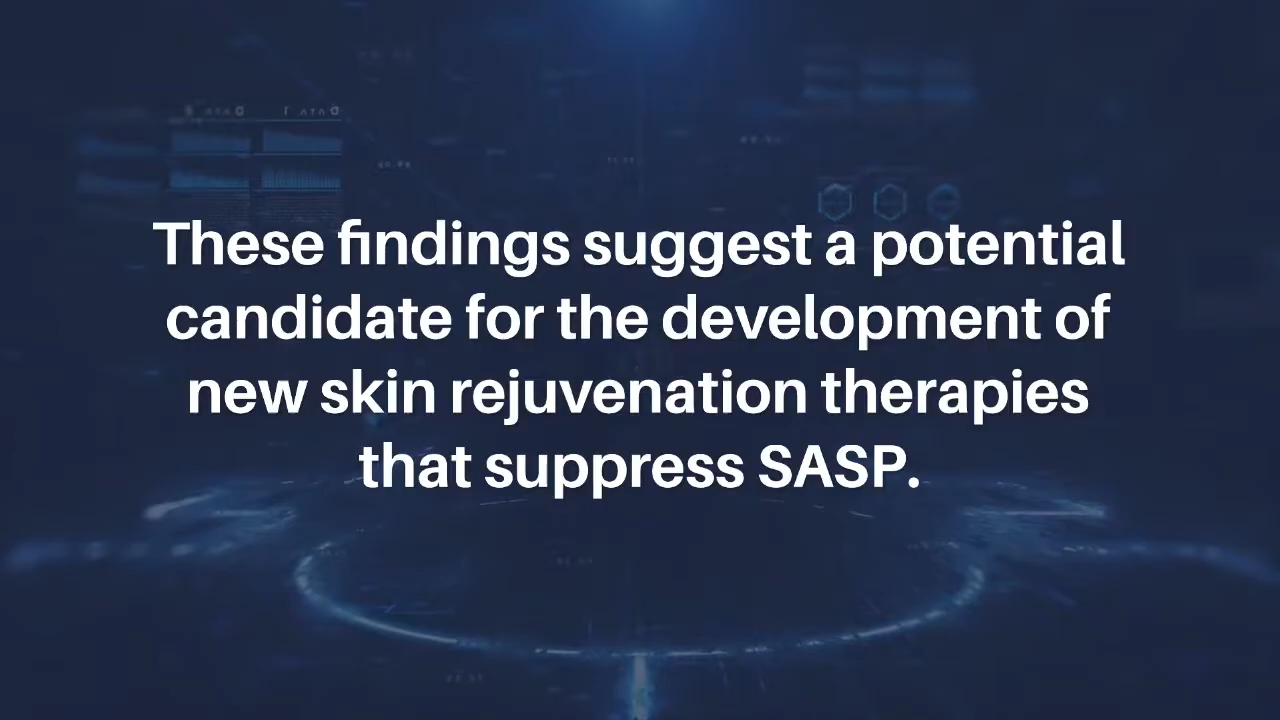 These findings suggest a potential
candidate for the development of
new skin rejuvenation therapies
that suppress SASP.